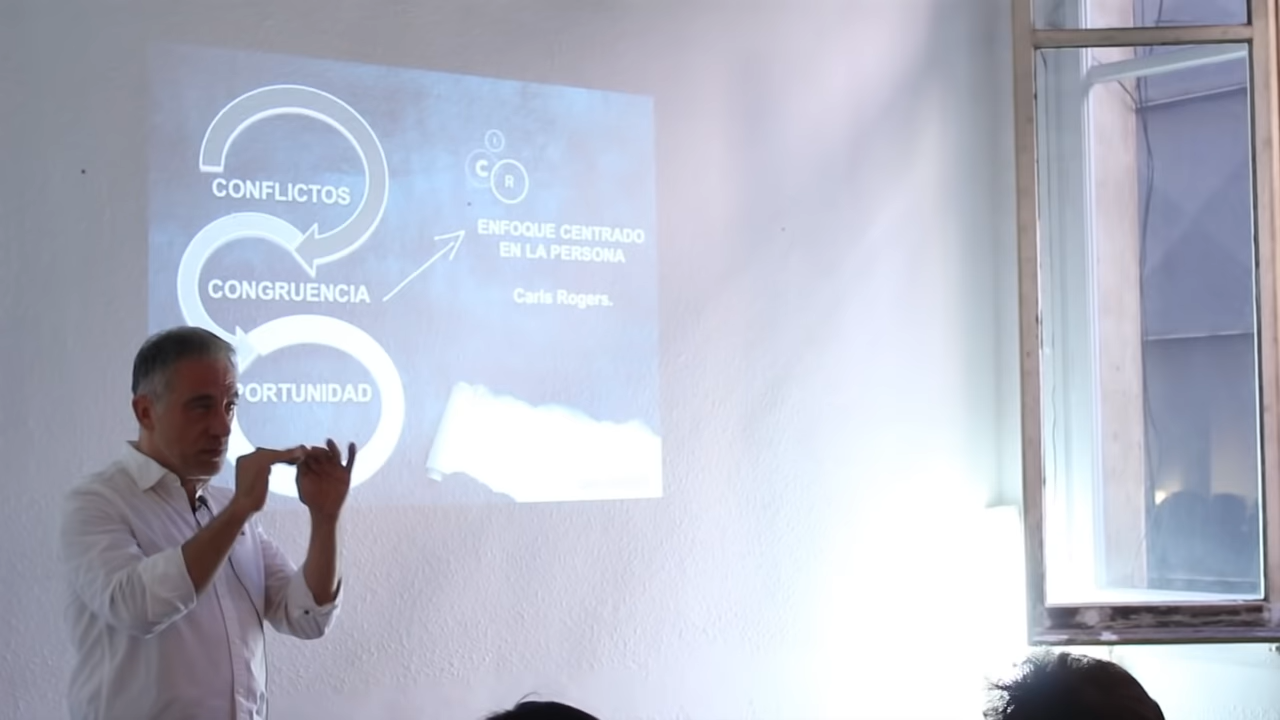 CONFLICTOS
CONGRUENCIA
PORTUNIDAD
I
C
R
ENFOQUE CENTRADO
EN LA PERSONA
Carls Rogers.